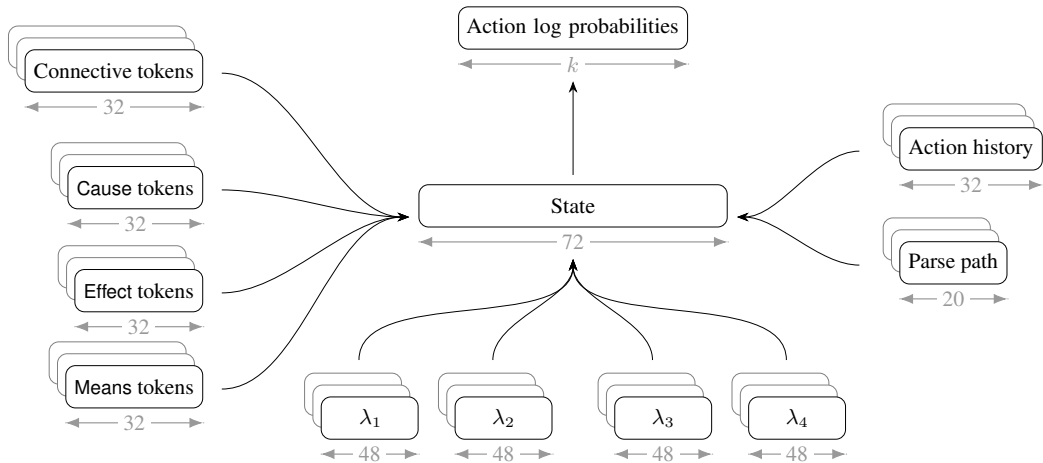 Action log probabilities
k
Connective tokens
32
Cause tokens
32
Effect tokens
32
Means tokens
32
State
72
Action history
32
Parse path
20
λ1
48
λ2
48
λ3
48
λ4
48